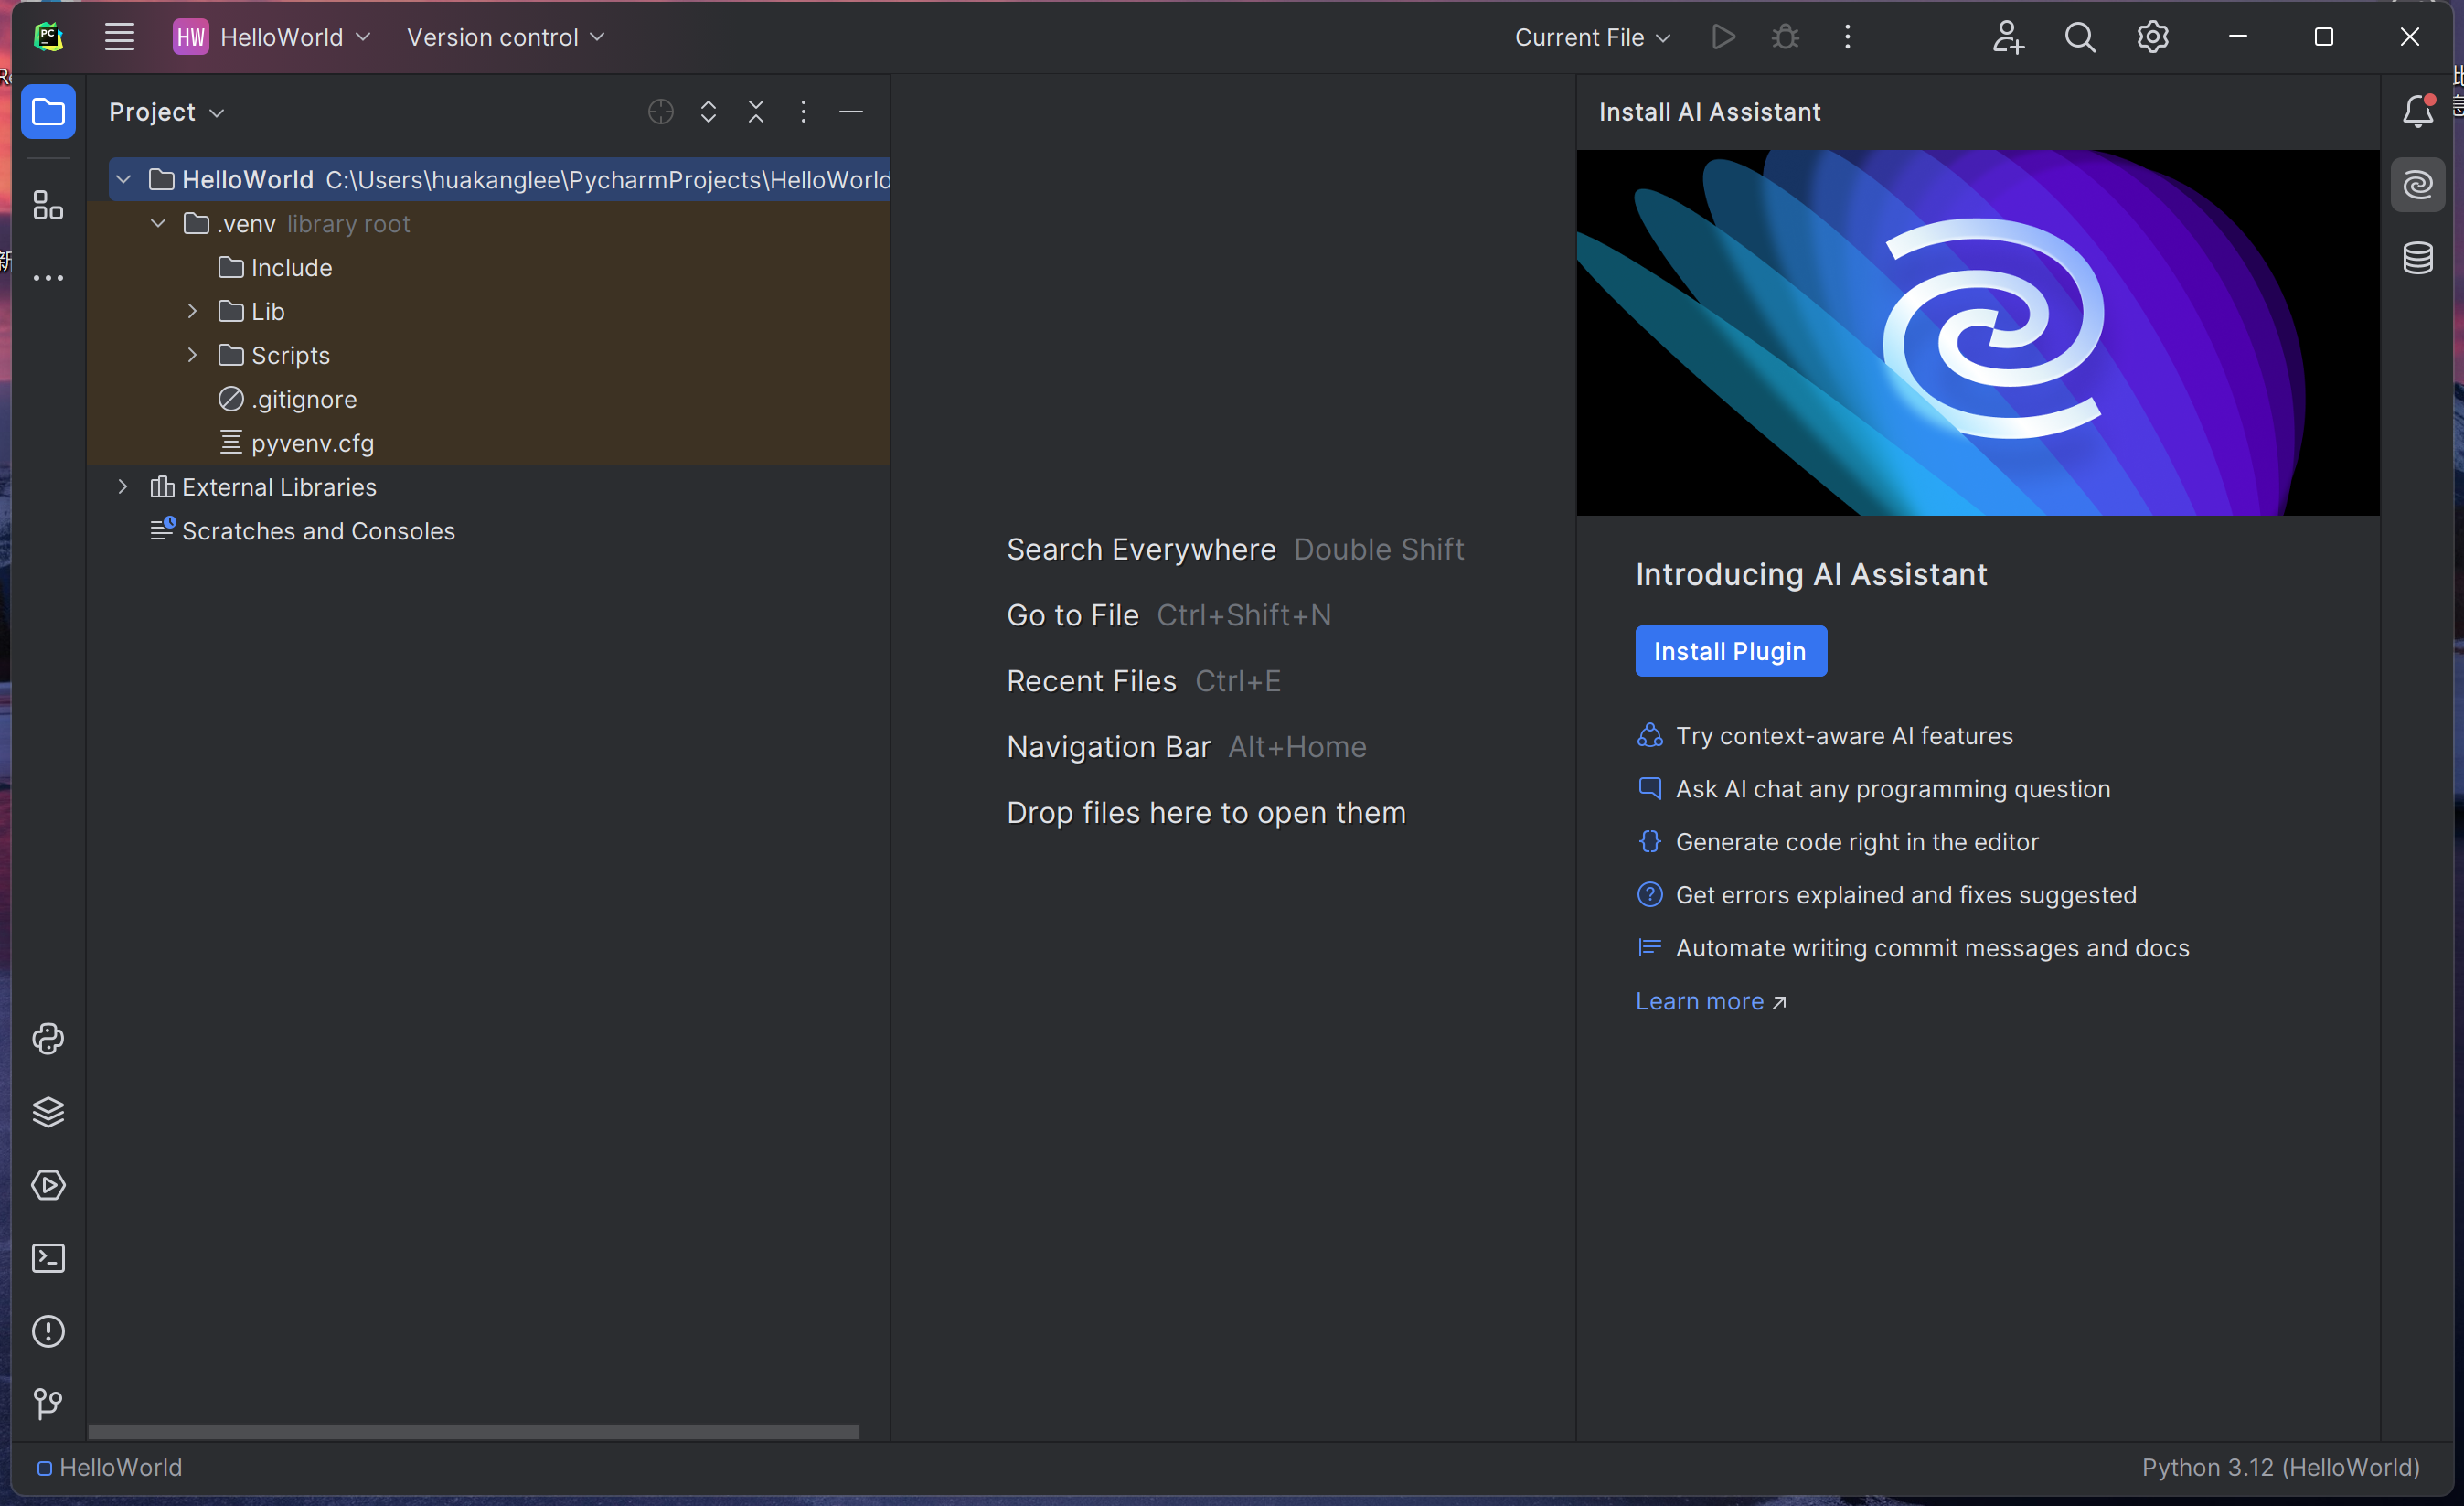 PC
HW HelloWorld
Version control
Current File
Project
HelloWorld C:\Users\huakanglee\PycharmProjects\HelloWorld
.venv library root
Include
Lib
Scripts
.gitignore
pyvenv.cfg
External Libraries
Scratches and Consoles
Search Everywhere Double Shift
Go to File Ctrl+Shift+N
Recent Files Ctrl+E
Navigation Bar Alt+Home
Drop files here to open them
Install AI Assistant
Introducing AI Assistant
Install Plugin
Try context-aware AI features
Ask AI chat any programming question
Generate code right in the editor
Get errors explained and fixes suggested
Automate writing commit messages and docs
Learn more ↗
HelloWorld
Python 3.12 (HelloWorld)